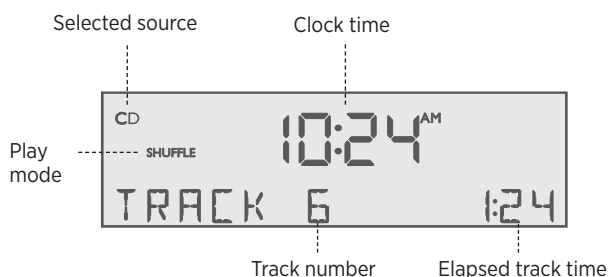 Selected source
Clock time
CD
10:24 AM
Play
mode
SHUFFLE
TRACK 6 1:24
Track number
Elapsed track time